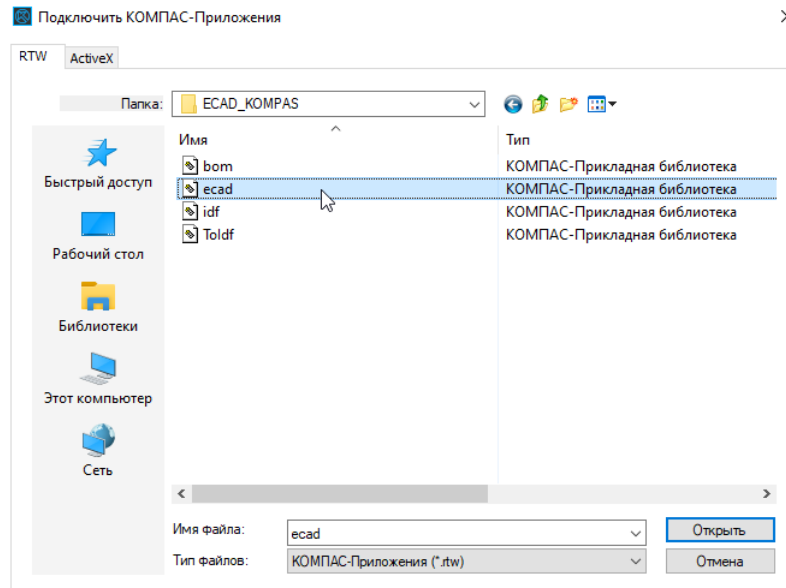 Подключить КОМПАС-Приложения
RTW ActiveX
Папка: ECAD_KOMPAS
Имя Тип
bom КОМПАС-Прикладная библиотека
ecad КОМПАС-Прикладная библиотека
idf КОМПАС-Прикладная библиотека
ToIdf КОМПАС-Прикладная библиотека
Быстрый доступ
Рабочий стол
Библиотеки
Этот компьютер
Сеть
Имя файла: ecad Открыть
Тип файлов: КОМПАС-Приложения (*.rtw) Отмена